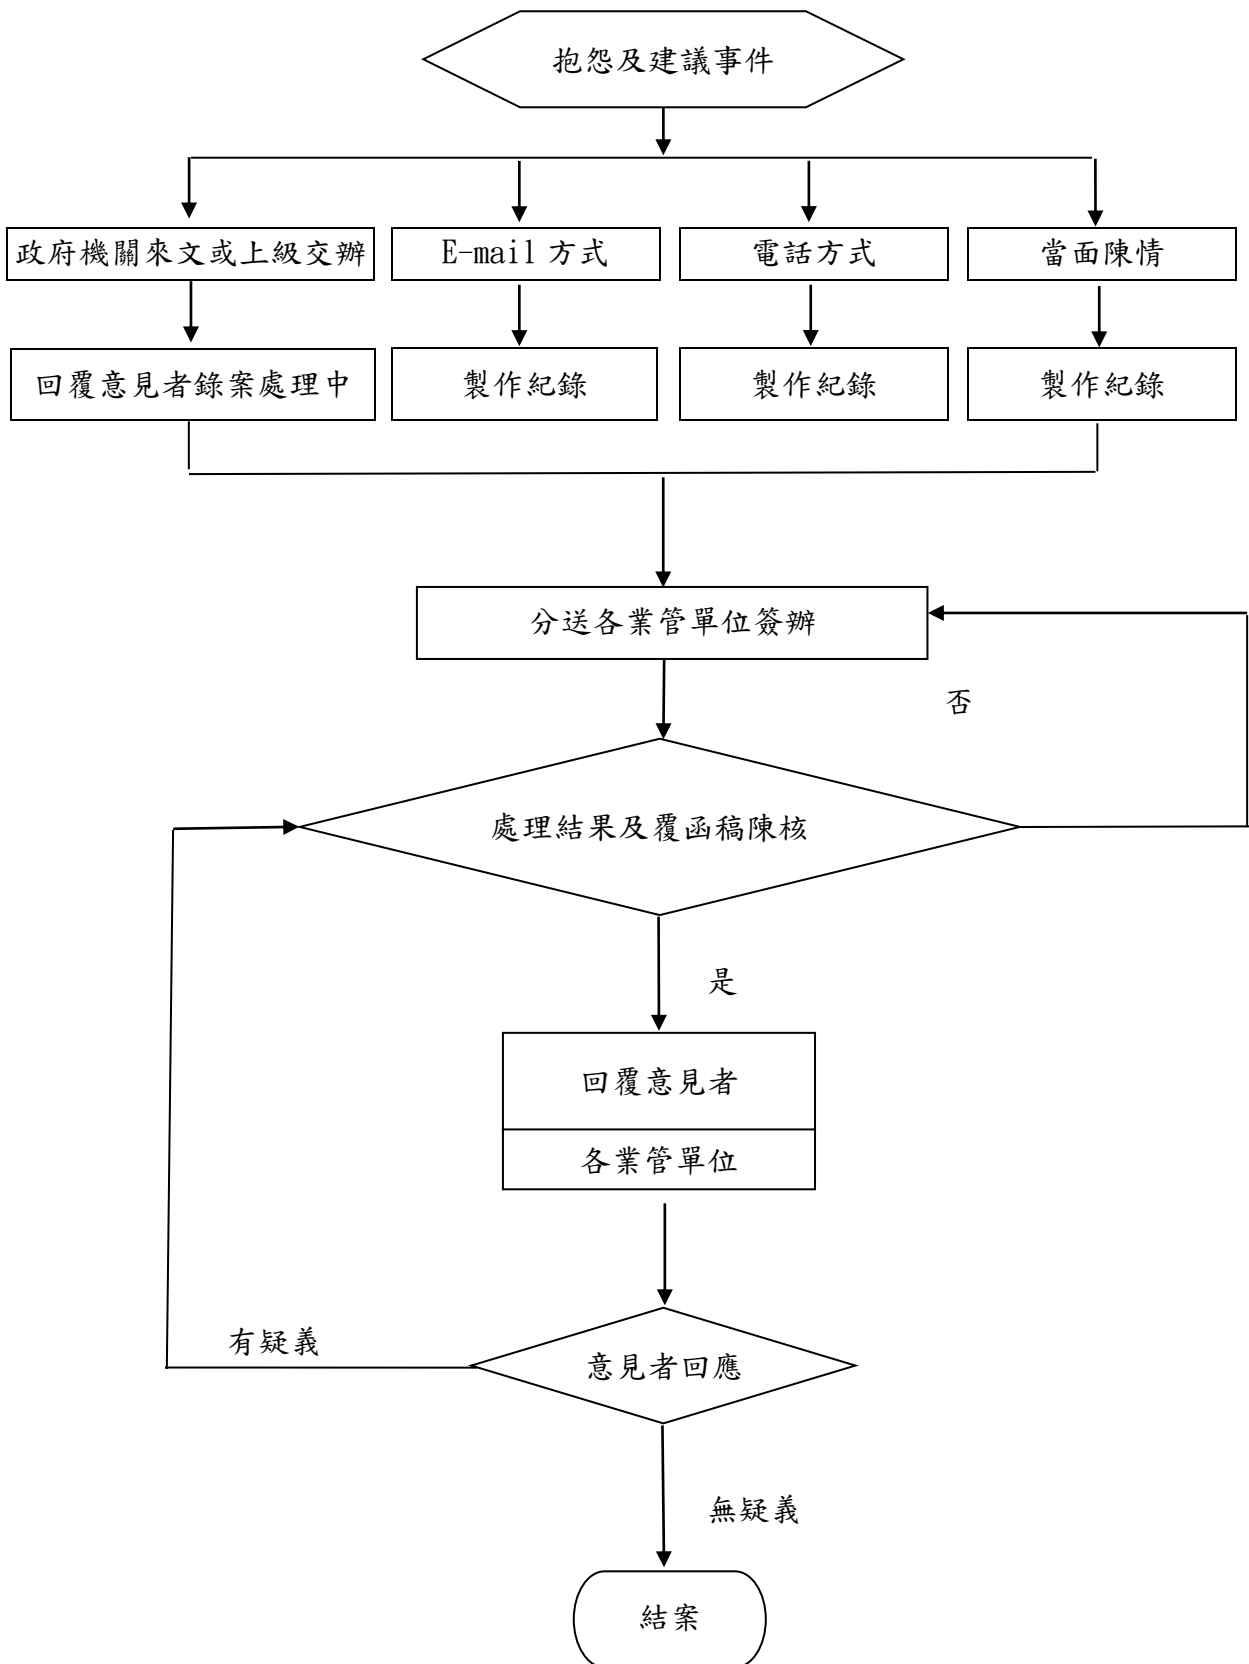 抱怨及建議事件
政府機關來文或上級交辦
E-mail 方式
電話方式
當面陳情
回覆意見者錄案處理中
製作紀錄
製作紀錄
製作紀錄
分送各業管單位簽辦
否
處理結果及覆函稿陳核
是
回覆意見者
各業管單位
有疑義
意見者回應
無疑義
結案